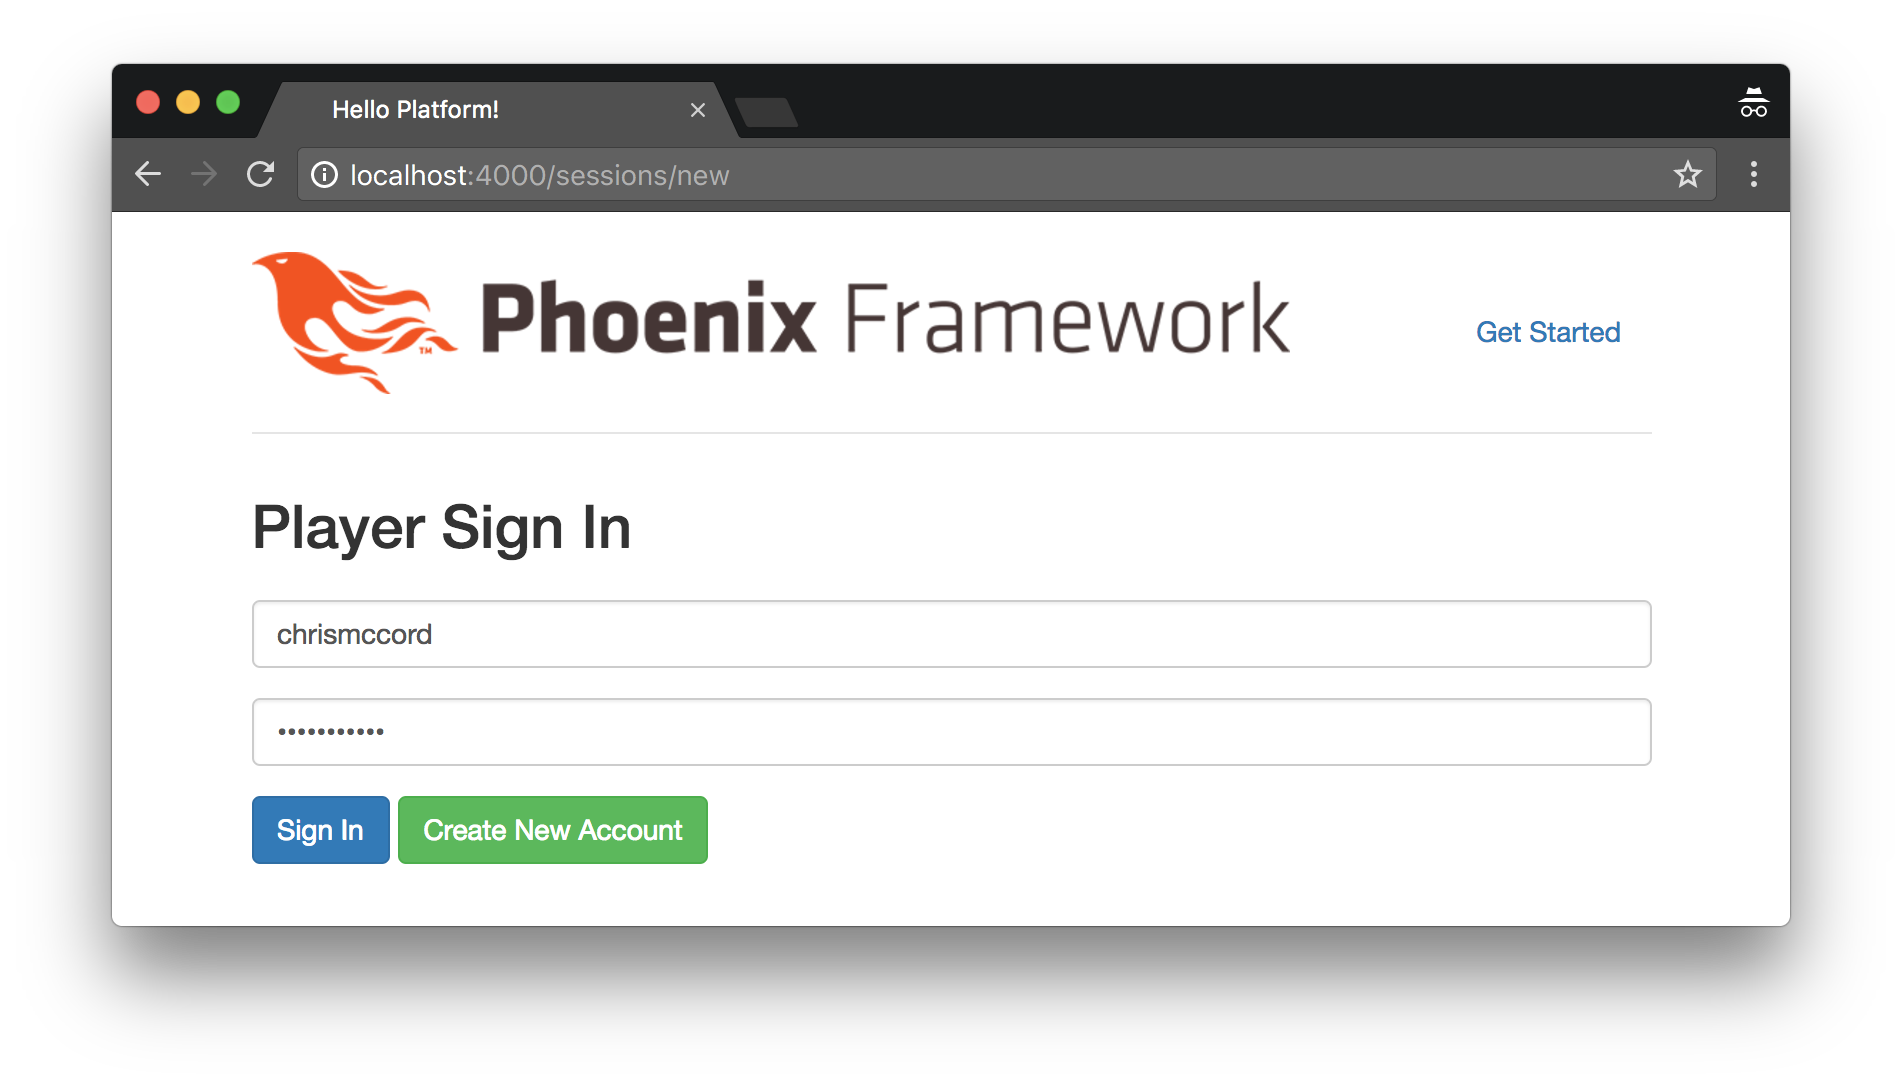 Hello Platform!
localhost:4000/sessions/new
Phoenix Framework
TM
Get Started
Player Sign In
chrismccord
•••••••••••
Sign In
Create New Account